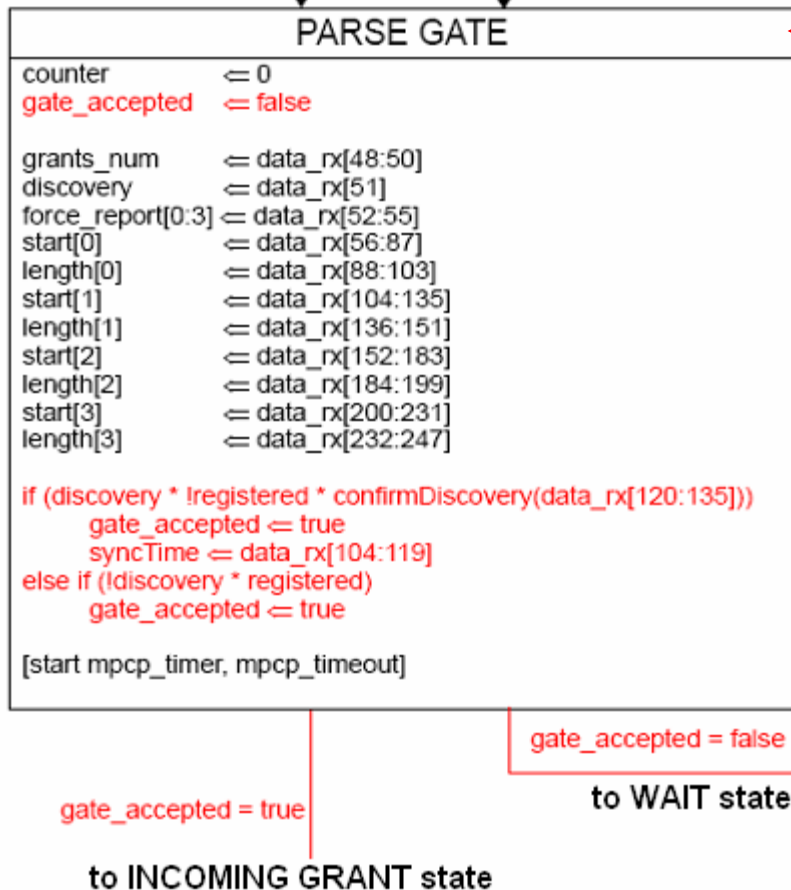 PARSE GATE
counter ⇐ 0
gate_accepted ⇐ false
grants_num ⇐ data_rx[48:50]
discovery ⇐ data_rx[51]
force_report[0:3] ⇐ data_rx[52:55]
start[0] ⇐ data_rx[56:87]
length[0] ⇐ data_rx[88:103]
start[1] ⇐ data_rx[104:135]
length[1] ⇐ data_rx[136:151]
start[2] ⇐ data_rx[152:183]
length[2] ⇐ data_rx[184:199]
start[3] ⇐ data_rx[200:231]
length[3] ⇐ data_rx[232:247]
if (discovery * !registered * confirmDiscovery(data_rx[120:135]))
gate_accepted ⇐ true
syncTime ⇐ data_rx[104:119]
else if (!discovery * registered)
gate_accepted ⇐ true
[start mpcp_timer, mpcp_timeout]
gate_accepted = false
to WAIT state
gate_accepted = true
to INCOMING GRANT state